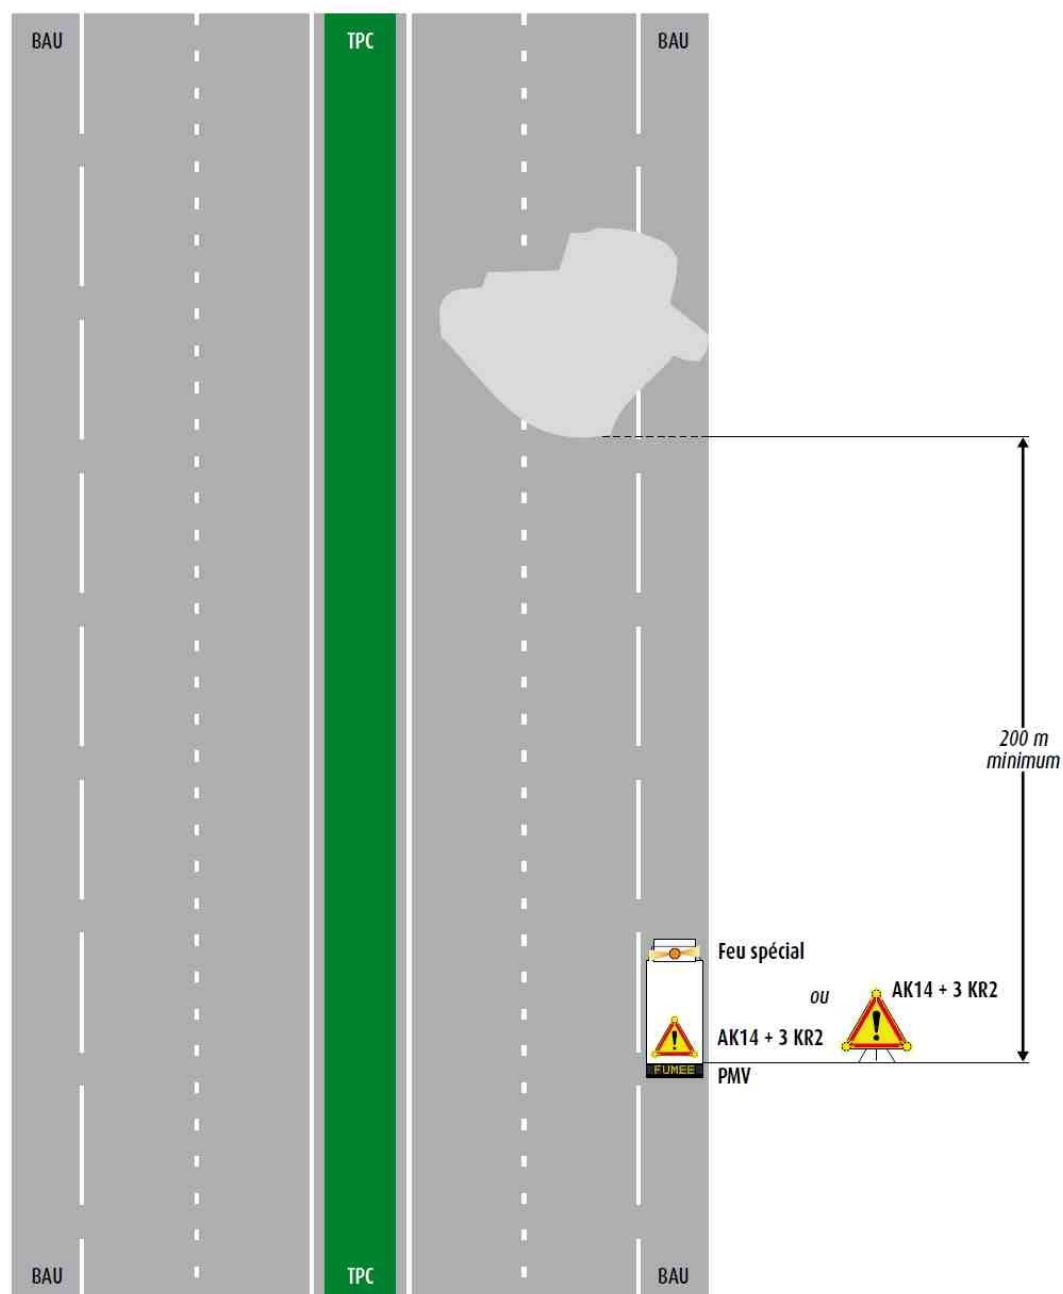 BAU
TPC
BAU
200 m
minimum
Feu spécial
ou
AK14 + 3 KR2
!
!
AK14 + 3 KR2
FUMEE
PMV
BAU
TPC
BAU